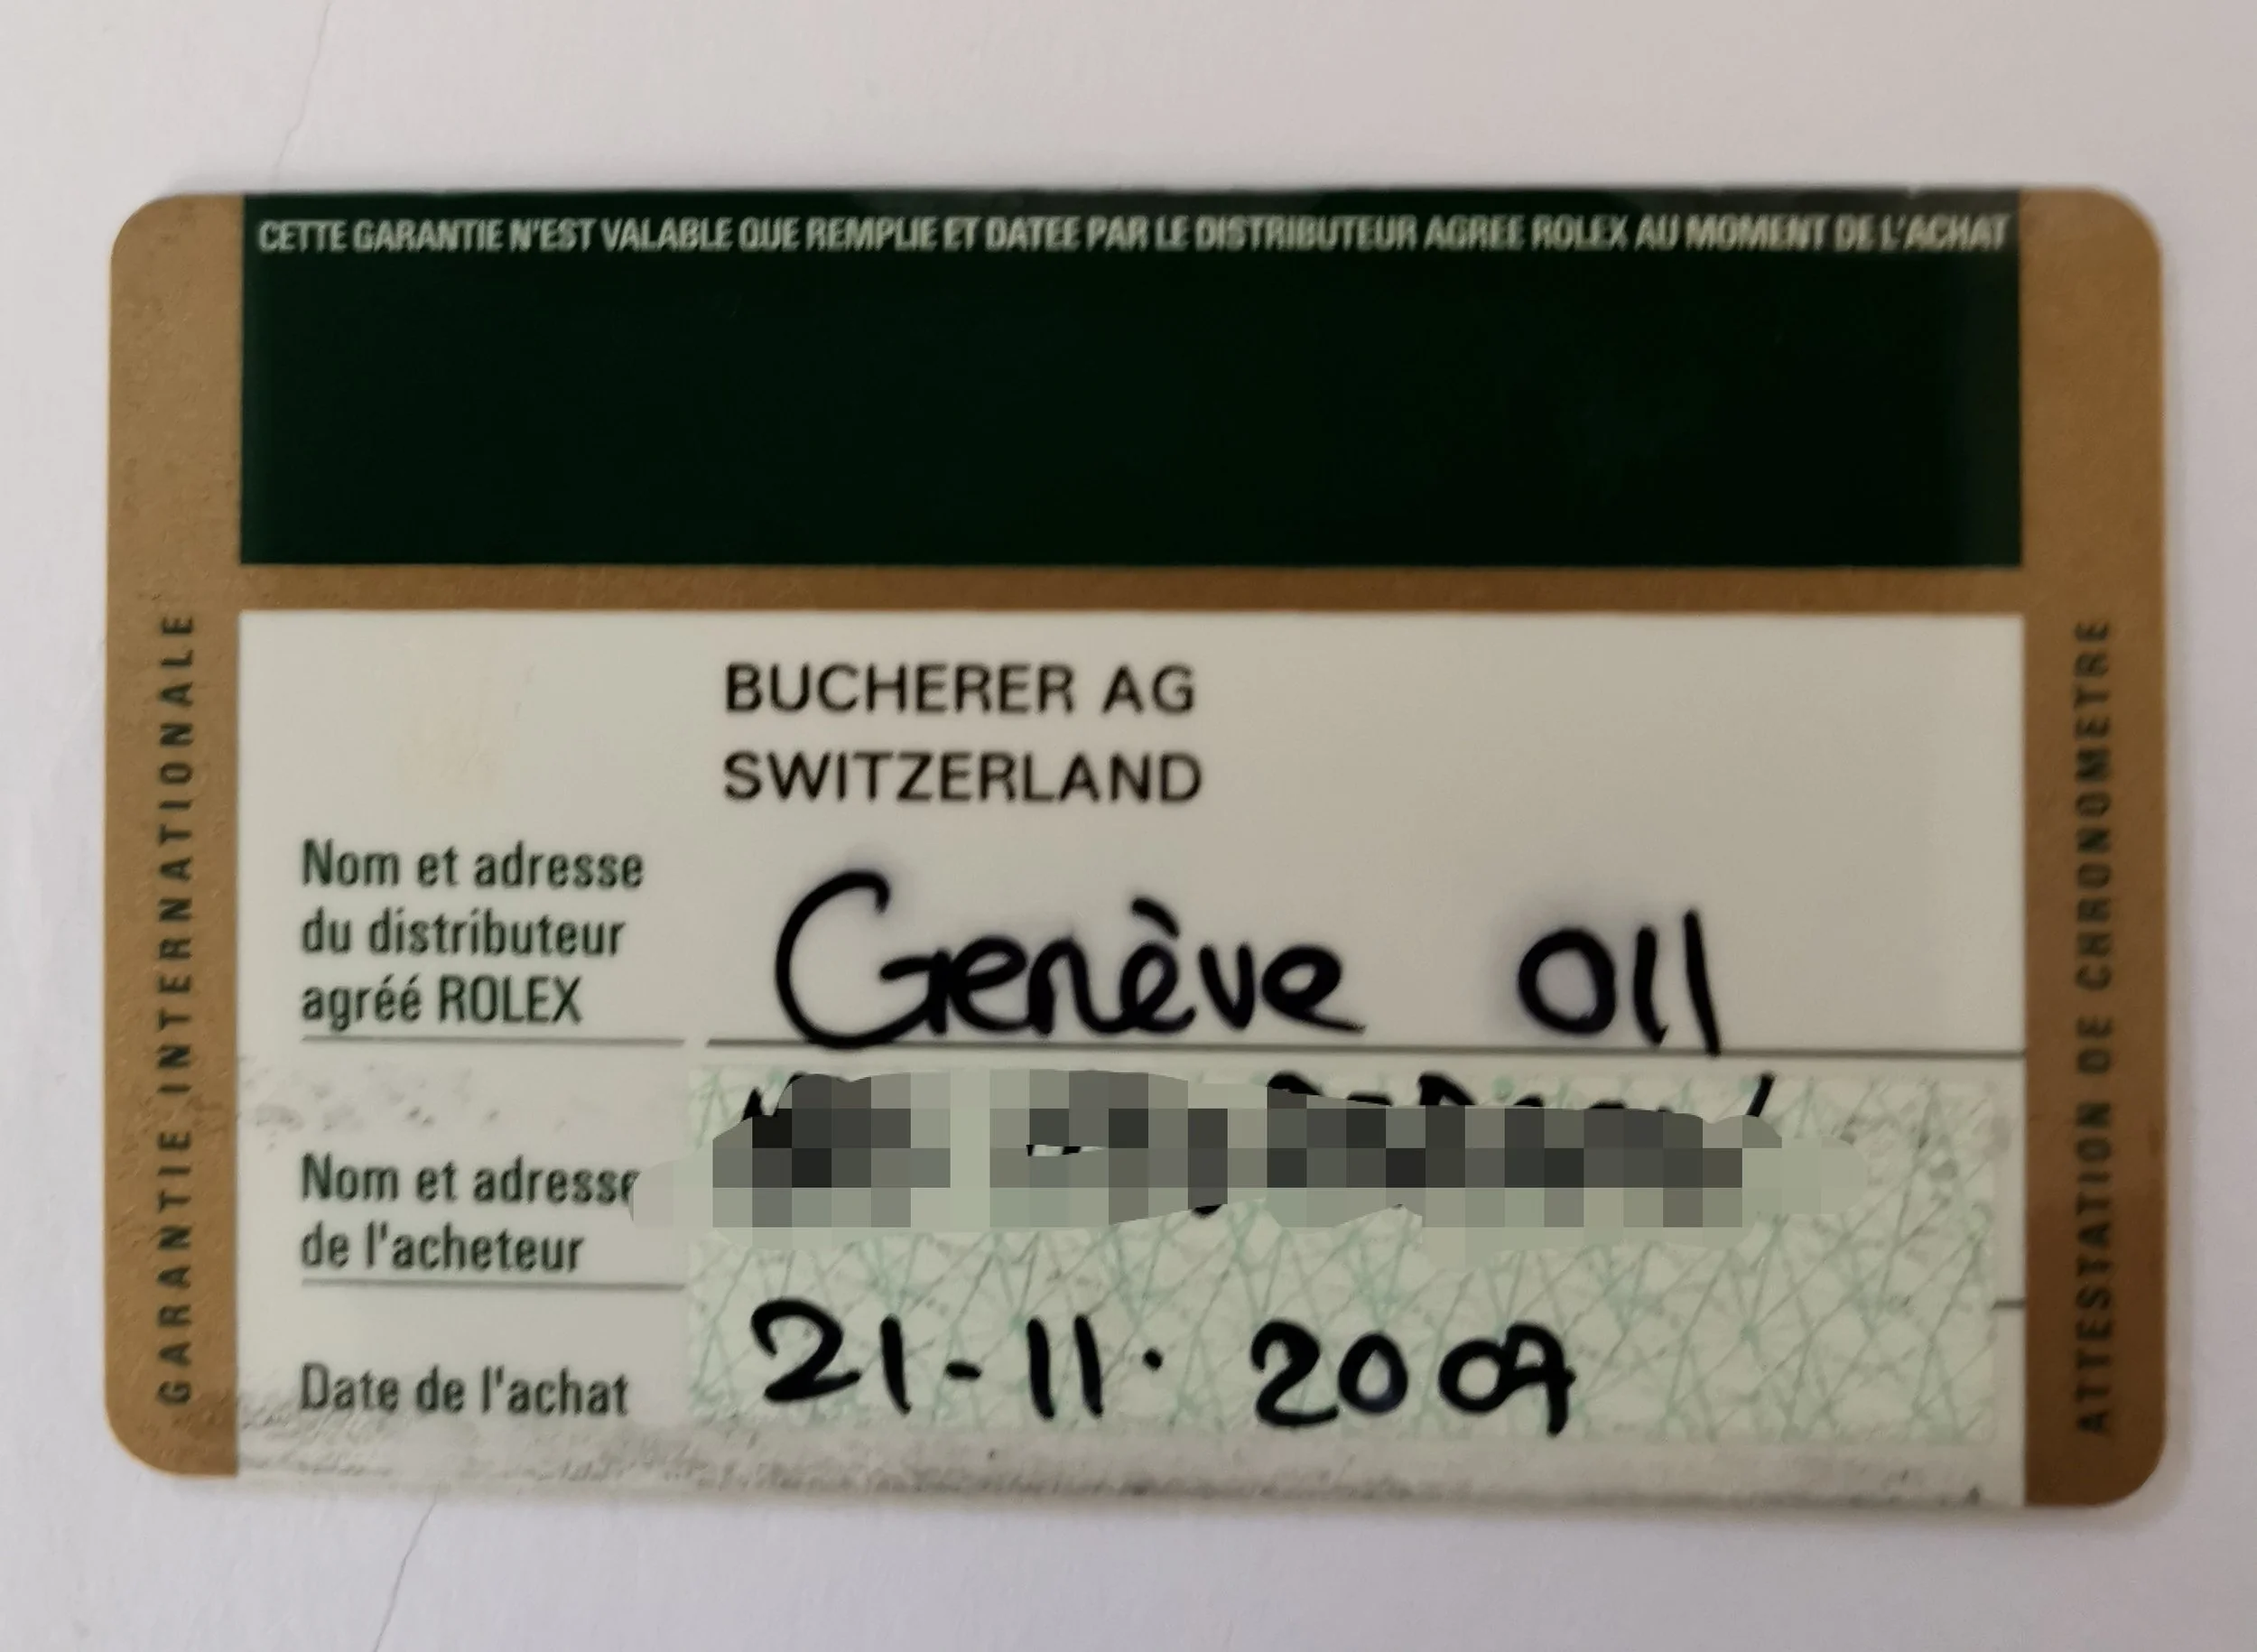 CETTE GARANTIE N'EST VALABLE QUE REMPLIE ET DATEE PAR LE DISTRIBUTEUR AGREE ROLEX AU MOMENT DE L'ACHAT
GARANTIE INTERNATIONALE
BUCHERER AG
SWITZERLAND
Nom et adresse
du distributeur
agréé ROLEX
Genève 011
Nom et adresse
de l'acheteur
Date de l'achat
21-11. 2009
ATTESTATION DE CHRONOMETRE